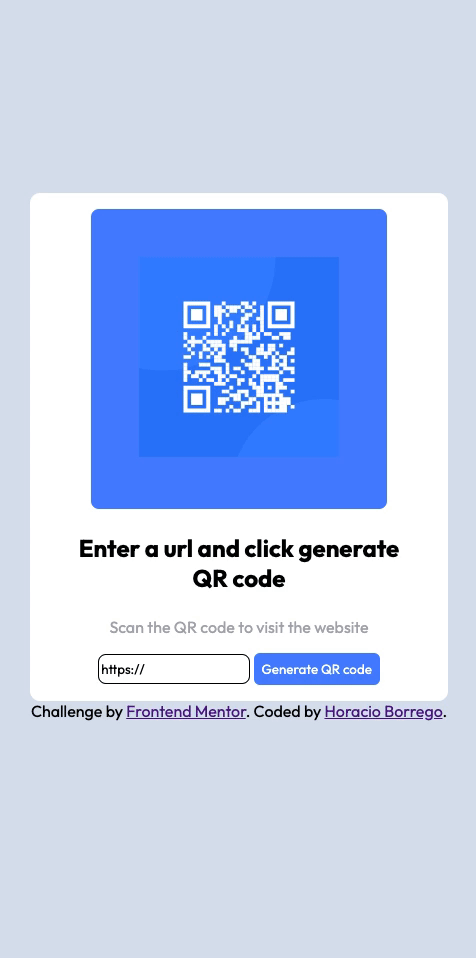 Enter a url and click generate
QR code
Scan the QR code to visit the website
https://
Generate QR code
Challenge by Frontend Mentor. Coded by Horacio Borrego.